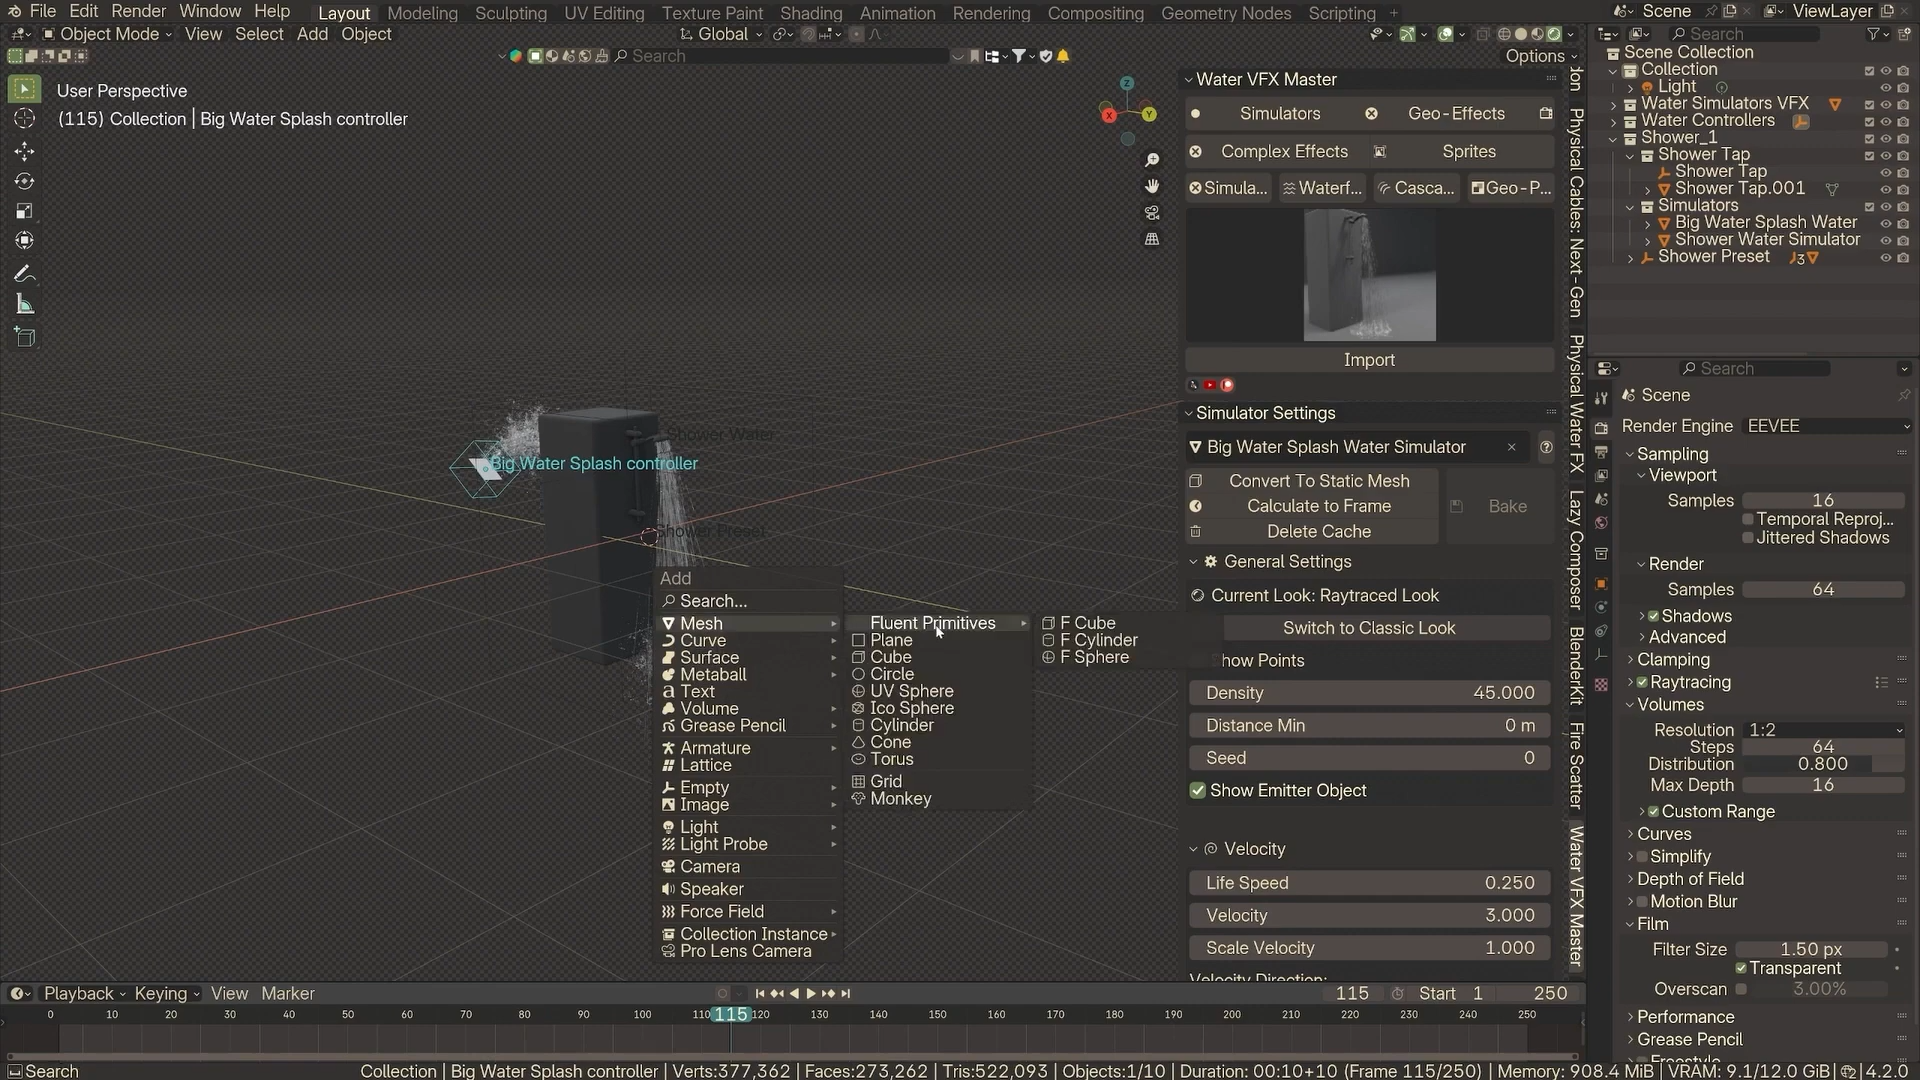 File Edit Render Window Help Layout Modeling Sculpting UV Editing Texture Paint Shading Animation Rendering Compositing Geometry Nodes Scripting + Scene ViewLayer
Object Mode View Select Add Object Global Search
Search Options
User Perspective
(115) Collection | Big Water Splash controller
Z
X
Y
Big Water Splash controller
Shower Water
Shower Preset
Add
Search...
Mesh
Curve
Surface
Metaball
Text
Volume
Grease Pencil
Armature
Lattice
Empty
Image
Light
Light Probe
Camera
Speaker
Force Field
Collection Instance
Pro Lens Camera
Fluent Primitives
Plane
Cube
Circle
UV Sphere
Ico Sphere
Cylinder
Cone
Torus
Grid
Monkey
F Cube
F Cylinder
F Sphere
Water VFX Master
Simulators Geo-Effects
Complex Effects Sprites
Simula... Waterf... Casca... Geo-P...
Import
Simulator Settings
Big Water Splash Water Simulator
Convert To Static Mesh
Calculate to Frame Bake
Delete Cache
General Settings
Current Look: Raytraced Look
Switch to Classic Look
how Points
Density 45.000
Distance Min 0 m
Seed 0
Show Emitter Object
Velocity
Life Speed 0.250
Velocity 3.000
Scale Velocity 1.000
Velocity Direction:
Physical Cables: Next - Gen
Physical Water FX
Lazy Composer
BlenderKit
Fire Scatter
Water VFX Master
Scene Collection
Collection
Light
Water Simulators VFX
Water Controllers
Shower_1
Shower Tap
Shower Tap
Shower Tap.001
Simulators
Big Water Splash Water
Shower Water Simulator
Shower Preset 3
Search
Scene
Render Engine EEVEE
Sampling
Viewport
Samples 16
Temporal Reproj...
Jittered Shadows
Render
Samples 64
Shadows
Advanced
Clamping
Raytracing
Volumes
Resolution 1:2
Steps 64
Distribution 0.800
Max Depth 16
Custom Range
Curves
Simplify
Depth of Field
Motion Blur
Film
Filter Size 1.50 px
Transparent
Overscan 3.00%
Performance
Grease Pencil
Freestyle
Playback Keying View Marker 115 Start 1 250
0 10 20 30 40 50 60 70 80 90 100 110 115 120 130 140 150 160 170 180 190 200 210 220 230 240 250
Search Collection | Big Water Splash controller | Verts:377,362 | Faces:273,262 | Tris:522,093 | Objects:1/10 | Duration: 00:10+10 (Frame 115/250) | Memory: 908.4 MiB | VRAM: 9.1/12.0 GiB | 4.2.0